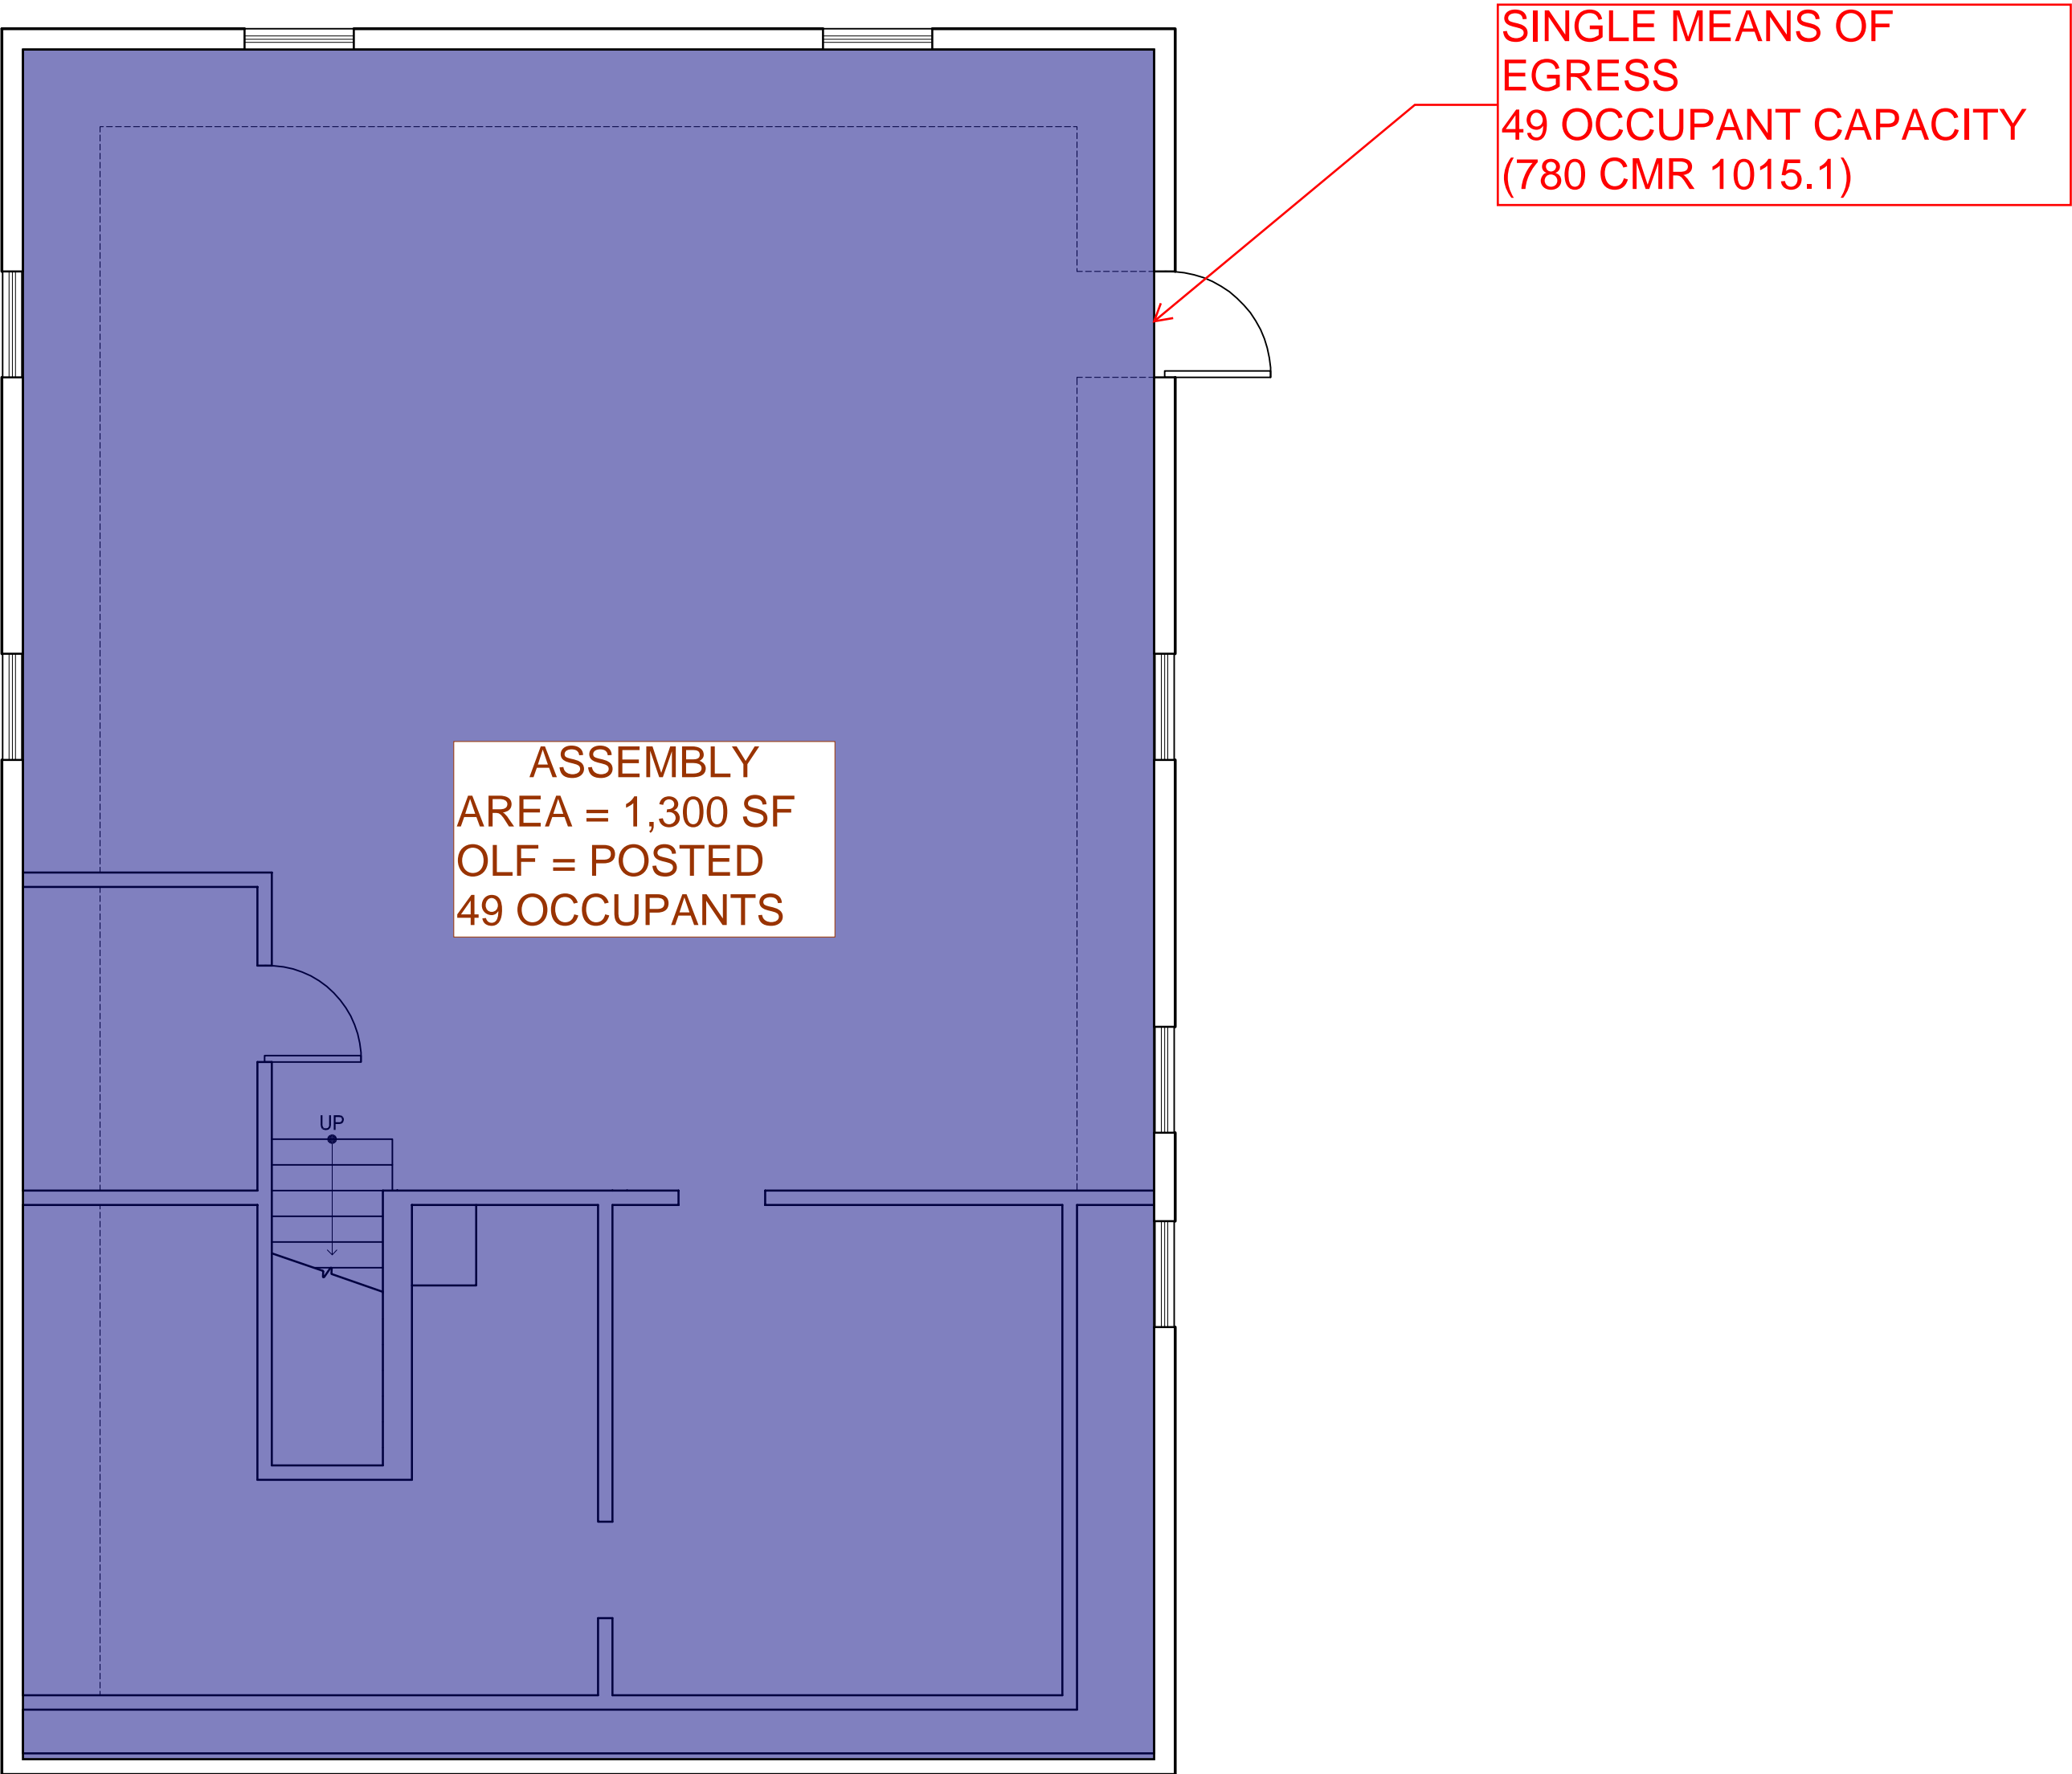 SINGLE MEANS OF
EGRESS
49 OCCUPANT CAPACITY
(780 CMR 1015.1)
ASSEMBLY
AREA = 1,300 SF
OLF = POSTED
49 OCCUPANTS
UP